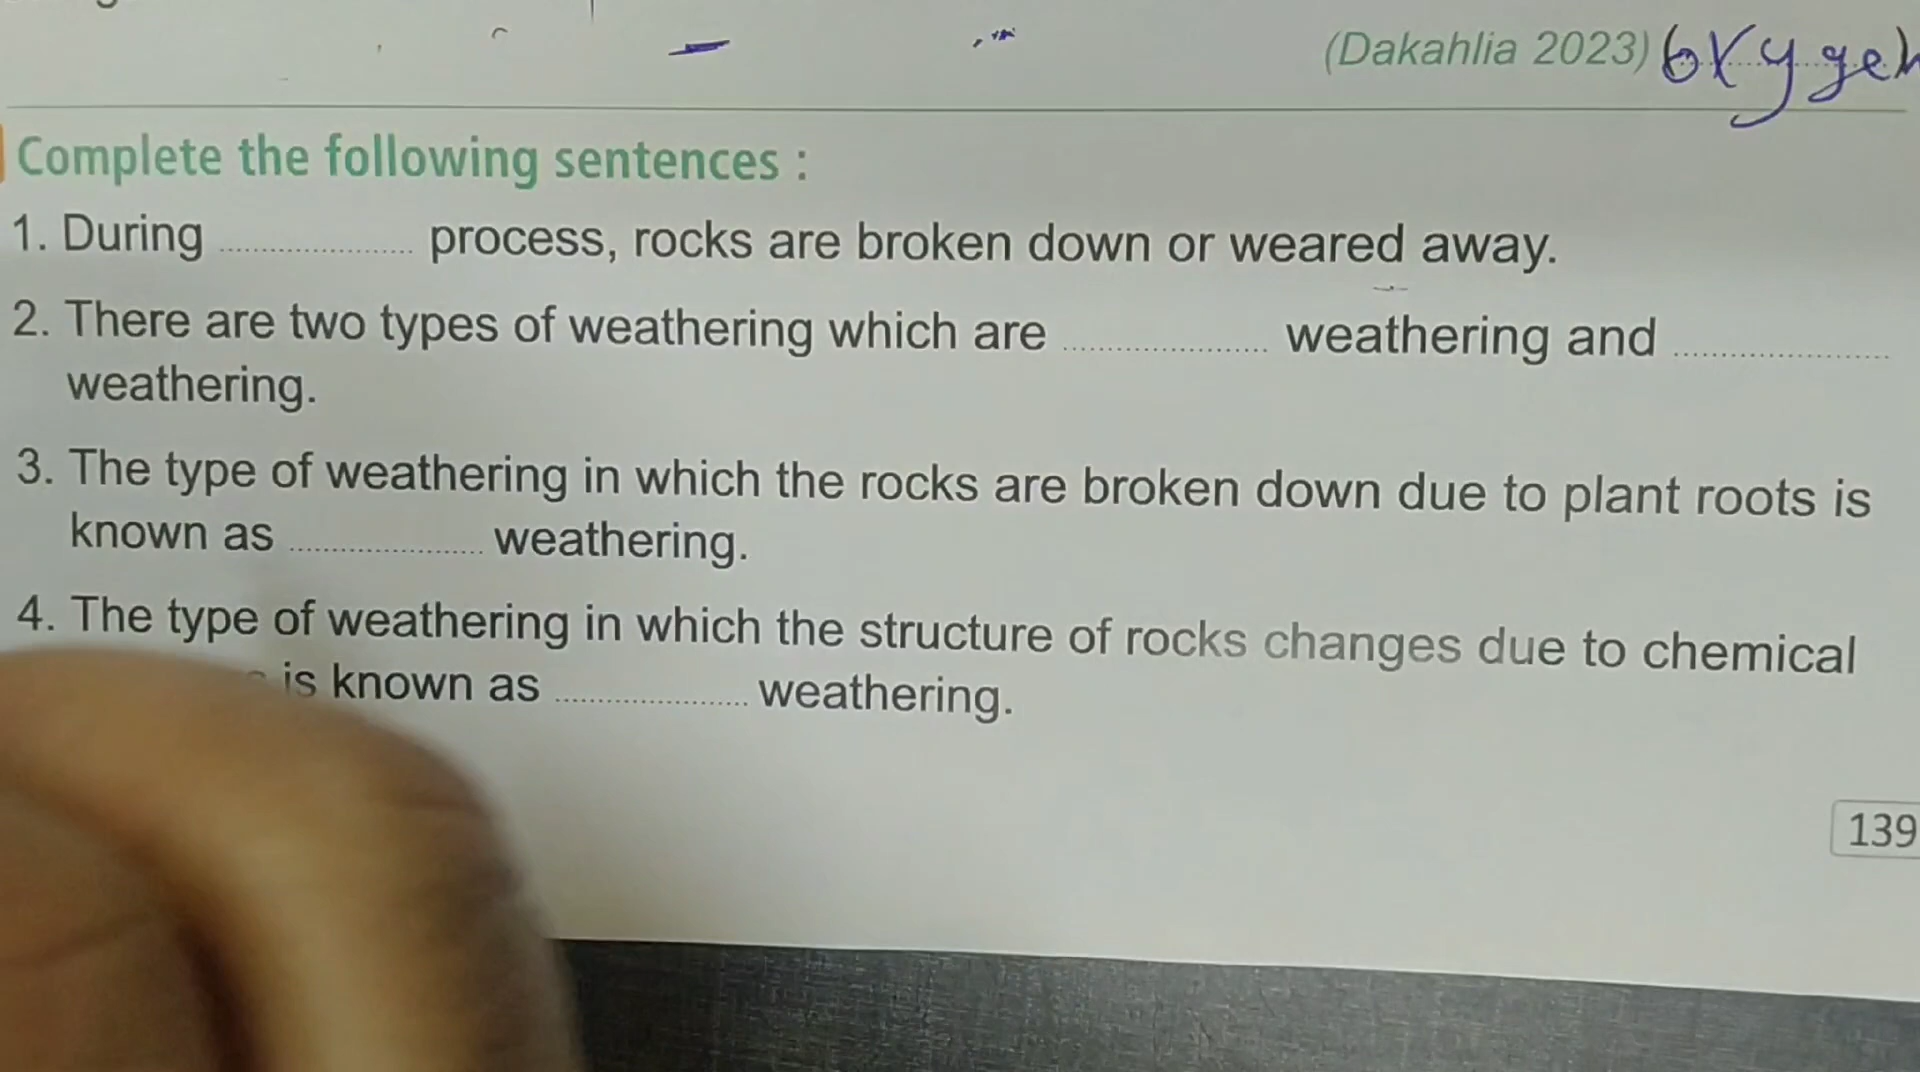 (Dakahlia 2023) oxygen
Complete the following sentences :
1. During .................... process, rocks are broken down or weared away.
2. There are two types of weathering which are .................... weathering and ....................
weathering.
3. The type of weathering in which the rocks are broken down due to plant roots is
known as .................... weathering.
4. The type of weathering in which the structure of rocks changes due to chemical
is known as .................... weathering.
139